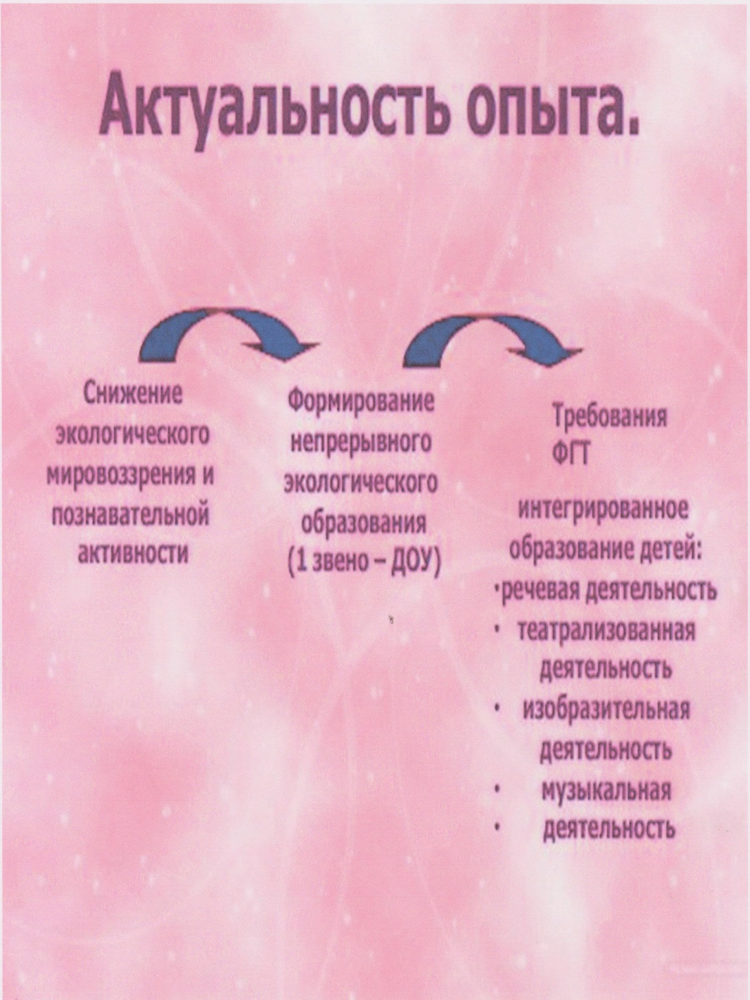 Актуальность опыта.
Снижение
экологического
мировоззрения и
познавательной
активности
Формирование
непрерывного
экологического
образования
(1 звено – ДОУ)
Требования
ФГТ
интегрированное
образование детей:
•речевая деятельность
• театрализованная
деятельность
• изобразительная
деятельность
• музыкальная
• деятельность